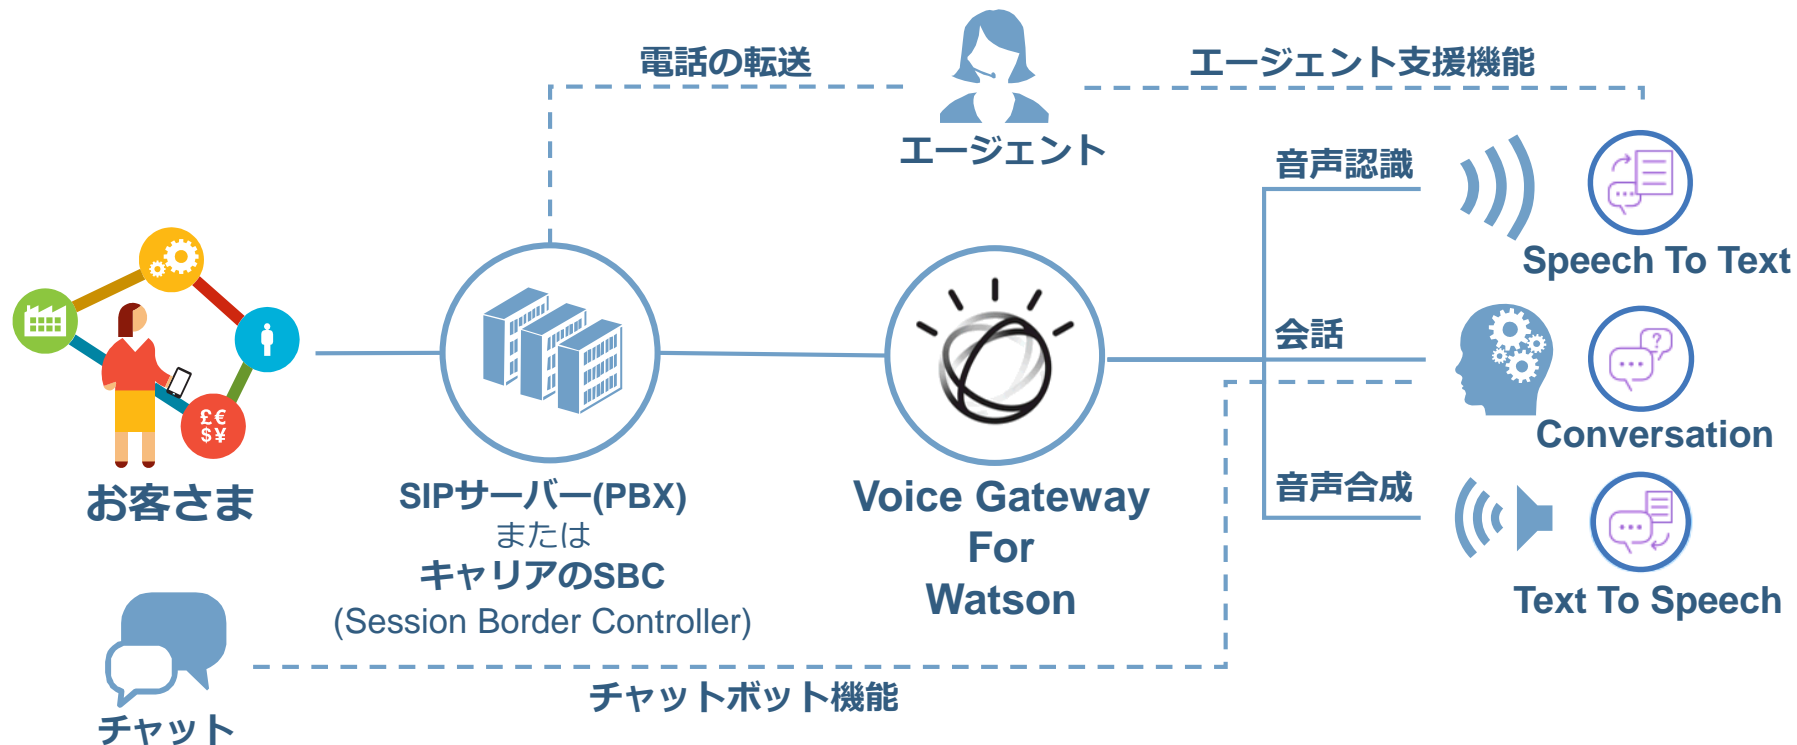 電話の転送
エージェント支援機能
エージェント
音声認識
Speech To Text
会話
Conversation
音声合成
Text To Speech
£€
$¥
お客さま
SIPサーバー(PBX)
または
キャリアのSBC
(Session Border Controller)
Voice Gateway
For
Watson
?
チャットボット機能
チャット